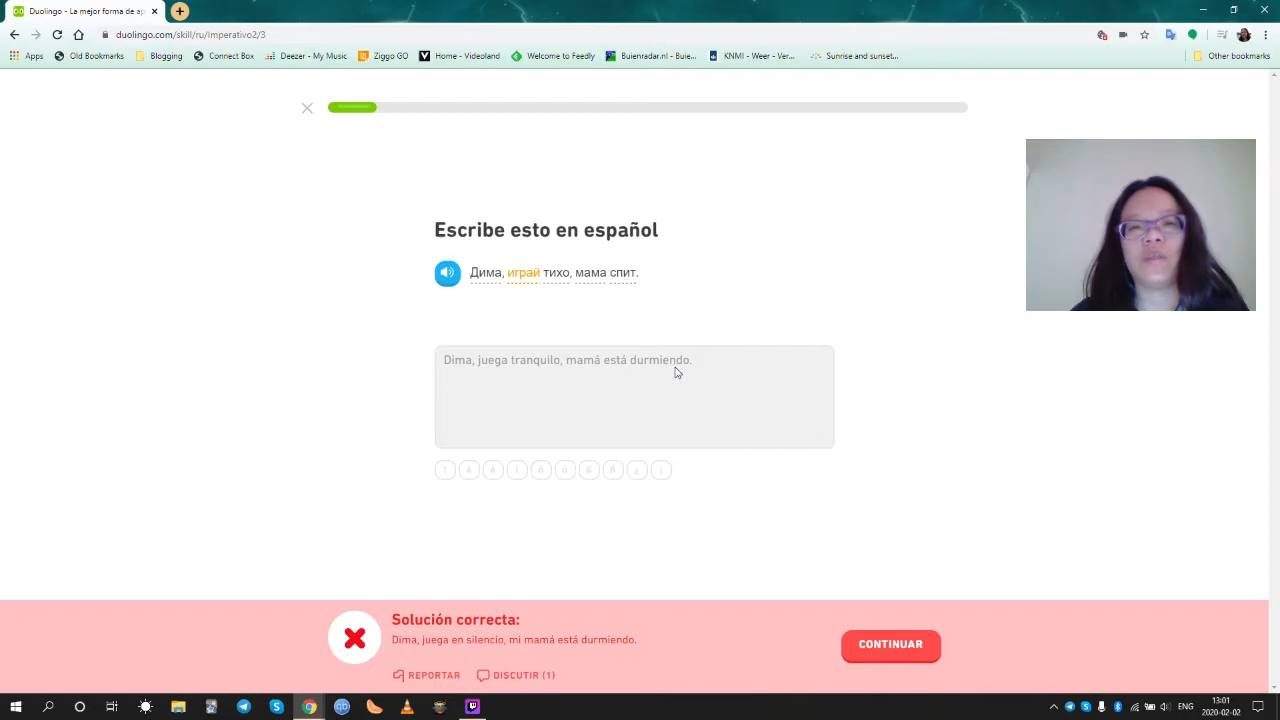 Duolingo - La mejor forma de ap
duolingo.com/skill/ru/Imperativo2/3
Apps Old Bookmarks Blogging Connect Box Deezer - My Music Ziggo GO Home - Videoland Welcome to Feedly Buienradar.nl - Buie... KNMI - Weer - Ver... Sunrise and sunset... Other bookmarks
Escribe esto en español
Дима, играй тихо, мама спит.
Dima, juega tranquilo, mamá está durmiendo.
↑ á é í ó ú ü ñ ¿ ¡
Solución correcta:
Dima, juega en silencio, mi mamá está durmiendo.
REPORTAR DISCUTIR (1)
CONTINUAR
ENG
13:01
2020-02-02